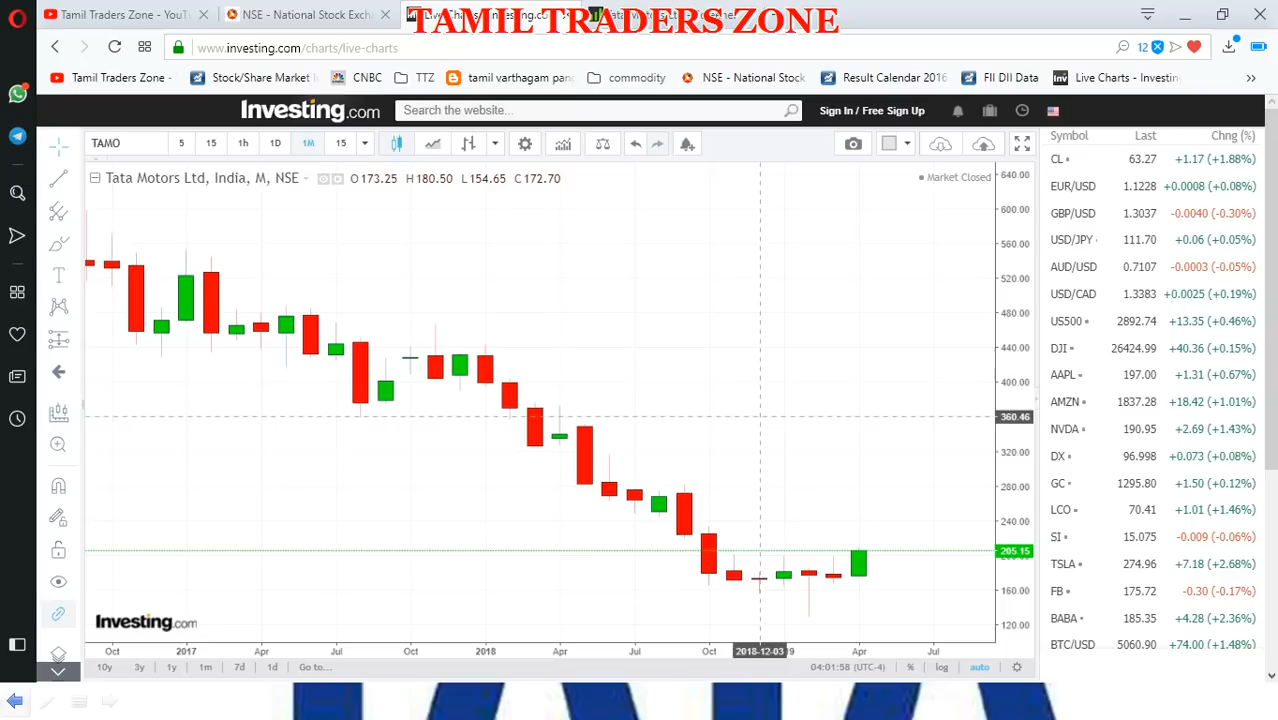 Tamil Traders Zone - YouT
NSE - National Stock Exchan
TAMIL TRADERS ZONE
www.investing.com/charts/live-charts
12
Tamil Traders Zone -
Stock/Share Market I
CNBC
TTZ
tamil varthagam pan
commodity
NSE - National Stock
Result Calendar 2016
FII DII Data
Inv
Live Charts - Investin
»
Investing.com
Search the website...
Sign In / Free Sign Up
TAMO
5 15 1h 1D 1M 15
Tata Motors Ltd, India, M, NSE
O173.25 H180.50 L154.65 C172.70
Market Closed
640.00
600.00
560.00
520.00
480.00
440.00
400.00
360.46
320.00
280.00
240.00
205.15
160.00
120.00
Investing.com
Oct 2017 Apr Jul Oct 2018 Apr Jul Oct 2018-12-03 19 Apr Jul
10y 3y 1y 1m 7d 1d Go to...
04:01:58 (UTC-4) % log auto
Symbol Last Chng (%)
CL 63.27 +1.17 (+1.88%)
EUR/USD 1.1228 +0.0008 (+0.08%)
GBP/USD 1.3037 -0.0040 (-0.30%)
USD/JPY 111.70 +0.06 (+0.05%)
AUD/USD 0.7107 -0.0003 (-0.05%)
USD/CAD 1.3383 +0.0025 (+0.19%)
US500 2892.74 +13.35 (+0.46%)
DJI 26424.99 +40.36 (+0.15%)
AAPL 197.00 +1.31 (+0.67%)
AMZN 1837.28 +18.42 (+1.01%)
NVDA 190.95 +2.69 (+1.43%)
DX 96.998 +0.073 (+0.08%)
GC 1295.80 +1.50 (+0.12%)
LCO 70.41 +1.01 (+1.46%)
SI 15.075 -0.009 (-0.06%)
TSLA 274.96 +7.18 (+2.68%)
FB 175.72 -0.30 (-0.17%)
BABA 185.35 +4.28 (+2.36%)
BTC/USD 5060.90 +74.00 (+1.48%)